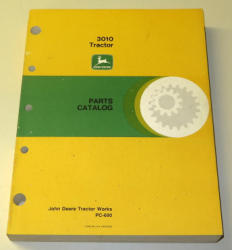 3010
Tractor
JOHN DEERE
PARTS
CATALOG
John Deere Tractor Works
PC-690